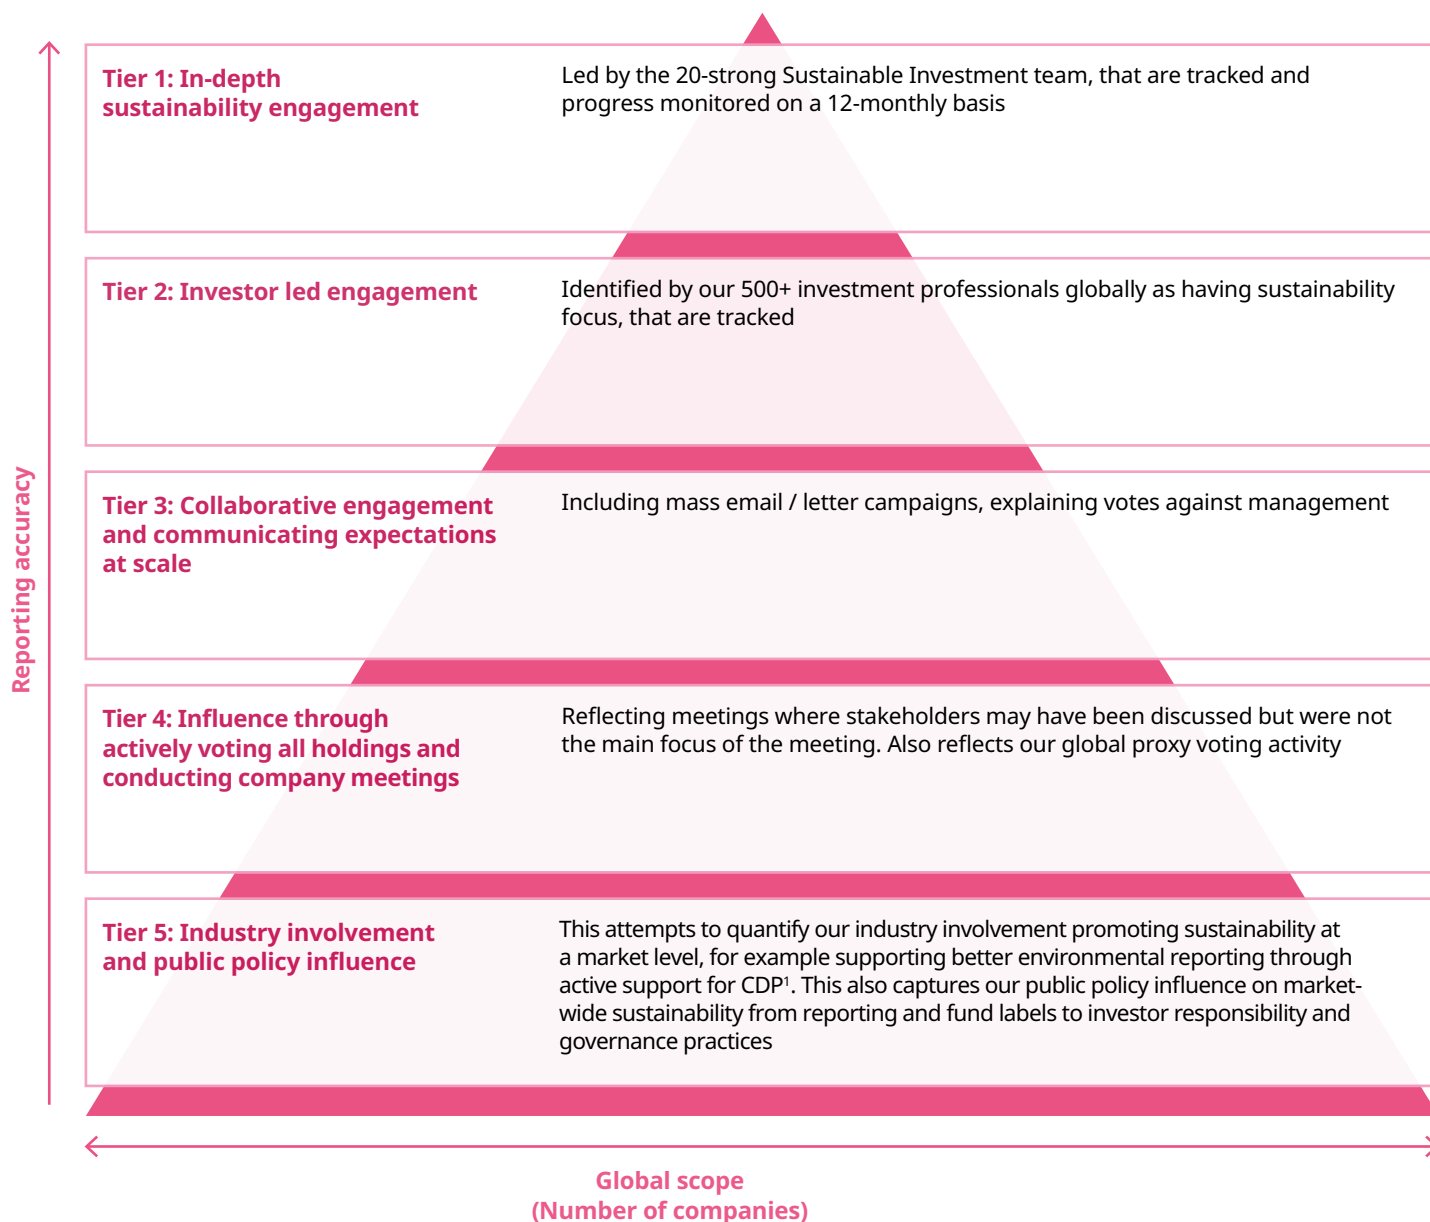 Tier 1: In-depth
sustainability engagement
Led by the 20-strong Sustainable Investment team, that are tracked and
progress monitored on a 12-monthly basis
Tier 2: Investor led engagement
Identified by our 500+ investment professionals globally as having sustainability
focus, that are tracked
Tier 3: Collaborative engagement
and communicating expectations
at scale
Including mass email / letter campaigns, explaining votes against management
Tier 4: Influence through
actively voting all holdings and
conducting company meetings
Reflecting meetings where stakeholders may have been discussed but were not
the main focus of the meeting. Also reflects our global proxy voting activity
Tier 5: Industry involvement
and public policy influence
This attempts to quantify our industry involvement promoting sustainability at
a market level, for example supporting better environmental reporting through
active support for CDP¹. This also captures our public policy influence on market-
wide sustainability from reporting and fund labels to investor responsibility and
governance practices
Reporting accuracy
Global scope
(Number of companies)